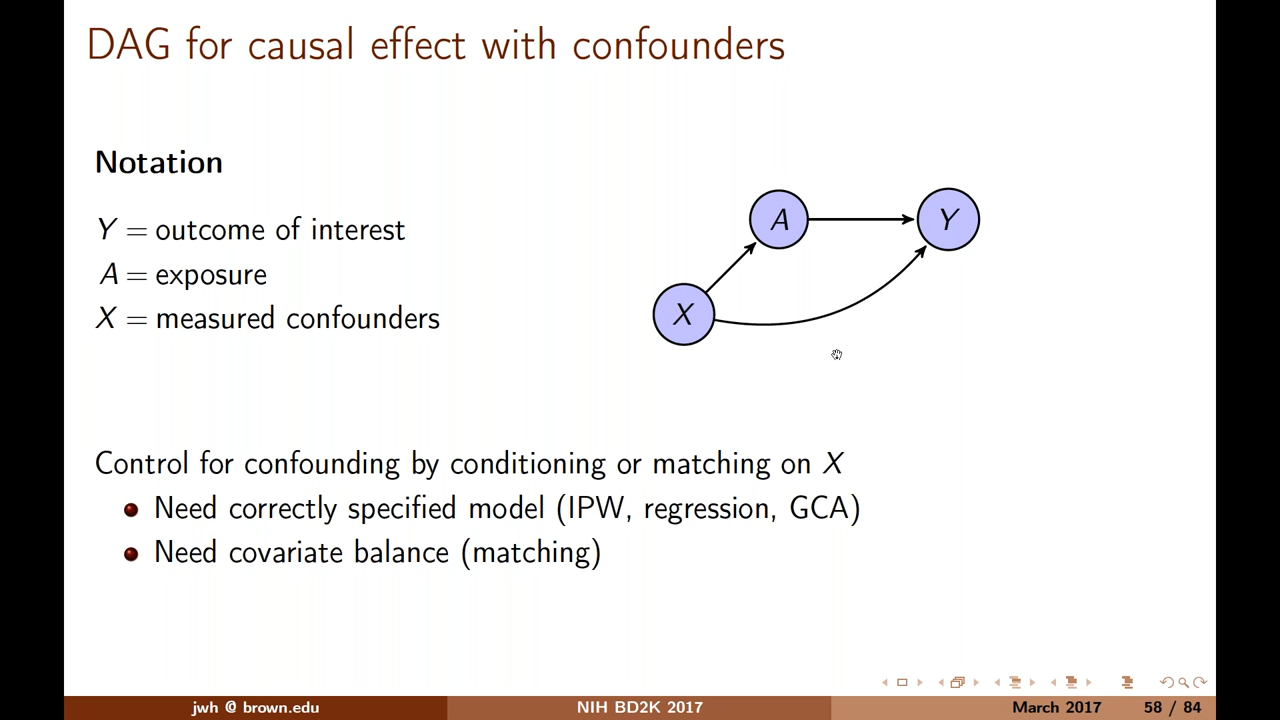 DAG for causal effect with confounders
Notation
Y = outcome of interest
A = exposure
X = measured confounders
A
Y
X
Control for confounding by conditioning or matching on X
Need correctly specified model (IPW, regression, GCA)
Need covariate balance (matching)
jwh @ brown.edu
NIH BD2K 2017
March 2017
58 / 84